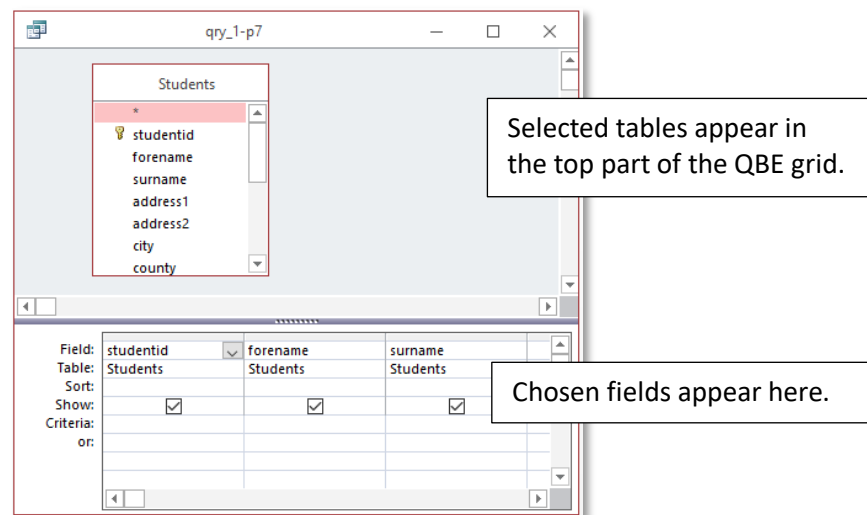 qry_1-p7
Students
*
studentid
forename
surname
address1
address2
city
county
Selected tables appear in
the top part of the QBE grid.
Field: studentid forename surname
Table: Students Students Students
Sort:
Show:
Criteria:
or:
Chosen fields appear here.